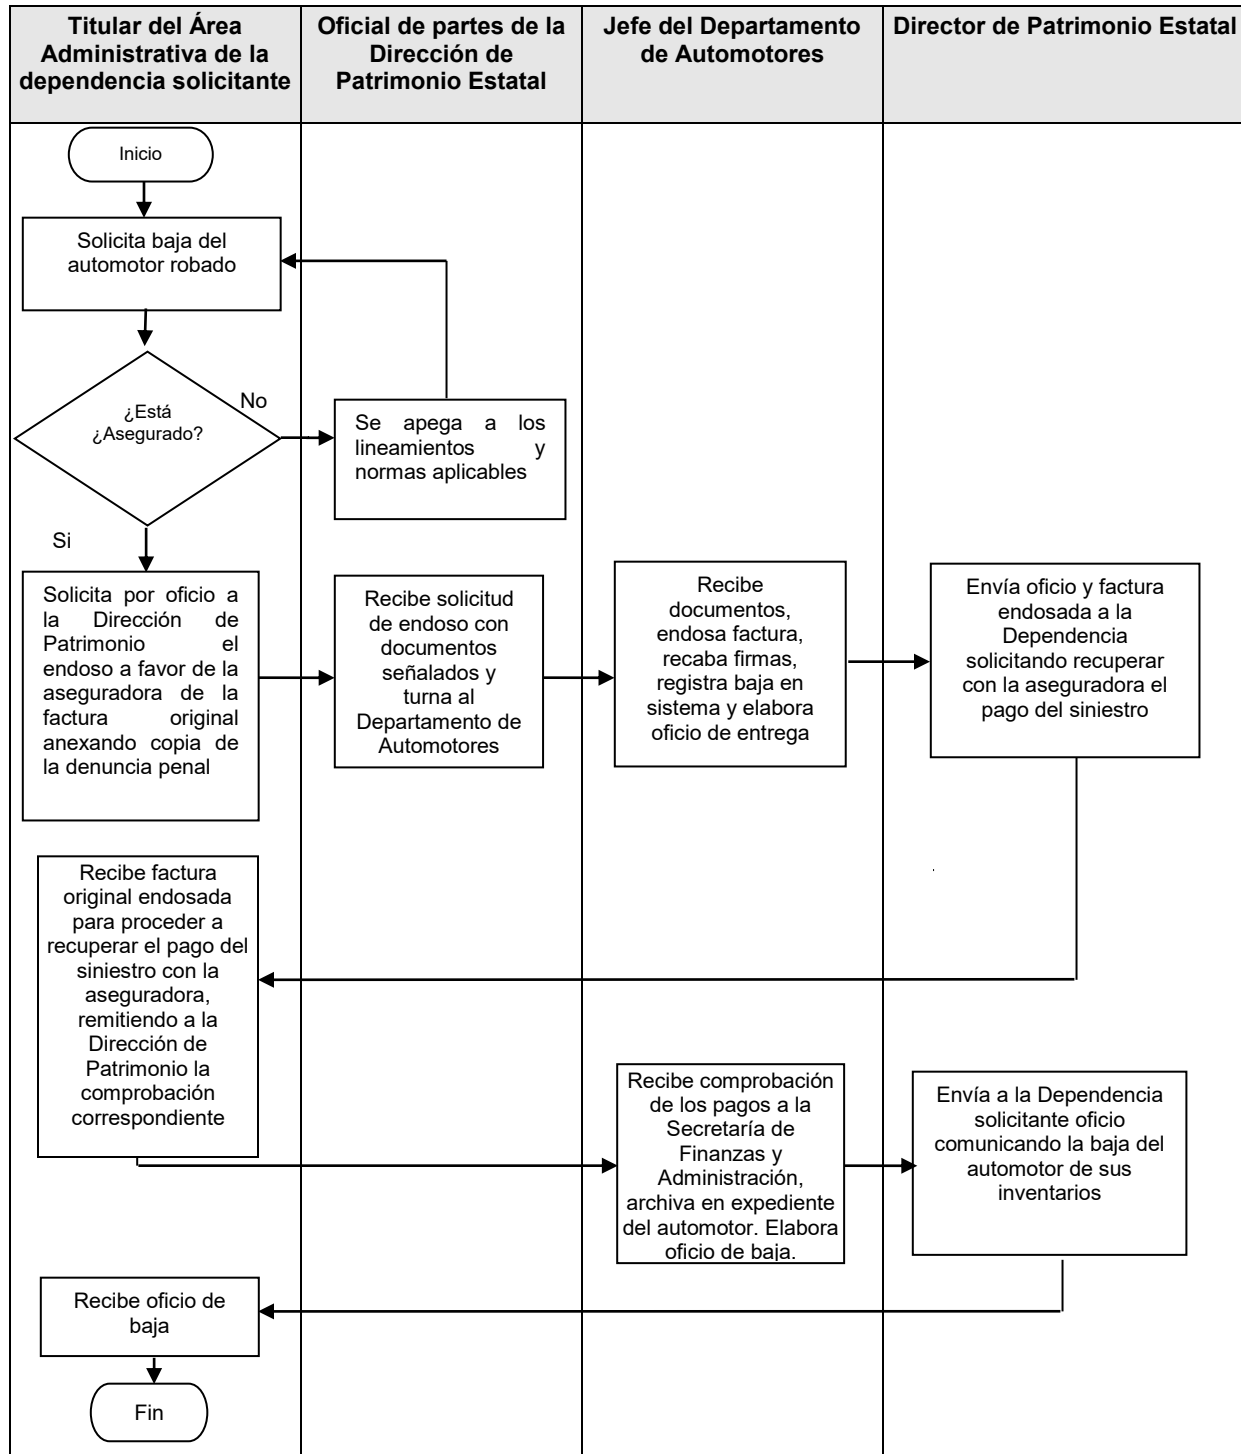 Titular del Área
Administrativa de la
dependencia solicitante
Oficial de partes de la
Dirección de
Patrimonio Estatal
Jefe del Departamento
de Automotores
Director de Patrimonio Estatal
Inicio
Solicita baja del
automotor robado
¿Está
¿Asegurado?
No
Se apega a los
lineamientos y
normas aplicables
Si
Solicita por oficio a
la Dirección de
Patrimonio el
endoso a favor de la
aseguradora de la
factura original
anexando copia de
la denuncia penal
Recibe solicitud
de endoso con
documentos
señalados y
turna al
Departamento de
Automotores
Recibe
documentos,
endosa factura,
recaba firmas,
registra baja en
sistema y elabora
oficio de entrega
Envía oficio y factura
endosada a la
Dependencia
solicitando recuperar
con la aseguradora el
pago del siniestro
Recibe factura
original endosada
para proceder a
recuperar el pago del
siniestro con la
aseguradora,
remitiendo a la
Dirección de
Patrimonio la
comprobación
correspondiente
Recibe comprobación
de los pagos a la
Secretaría de
Finanzas y
Administración,
archiva en expediente
del automotor. Elabora
oficio de baja.
Envía a la Dependencia
solicitante oficio
comunicando la baja del
automotor de sus
inventarios
Recibe oficio de
baja
Fin